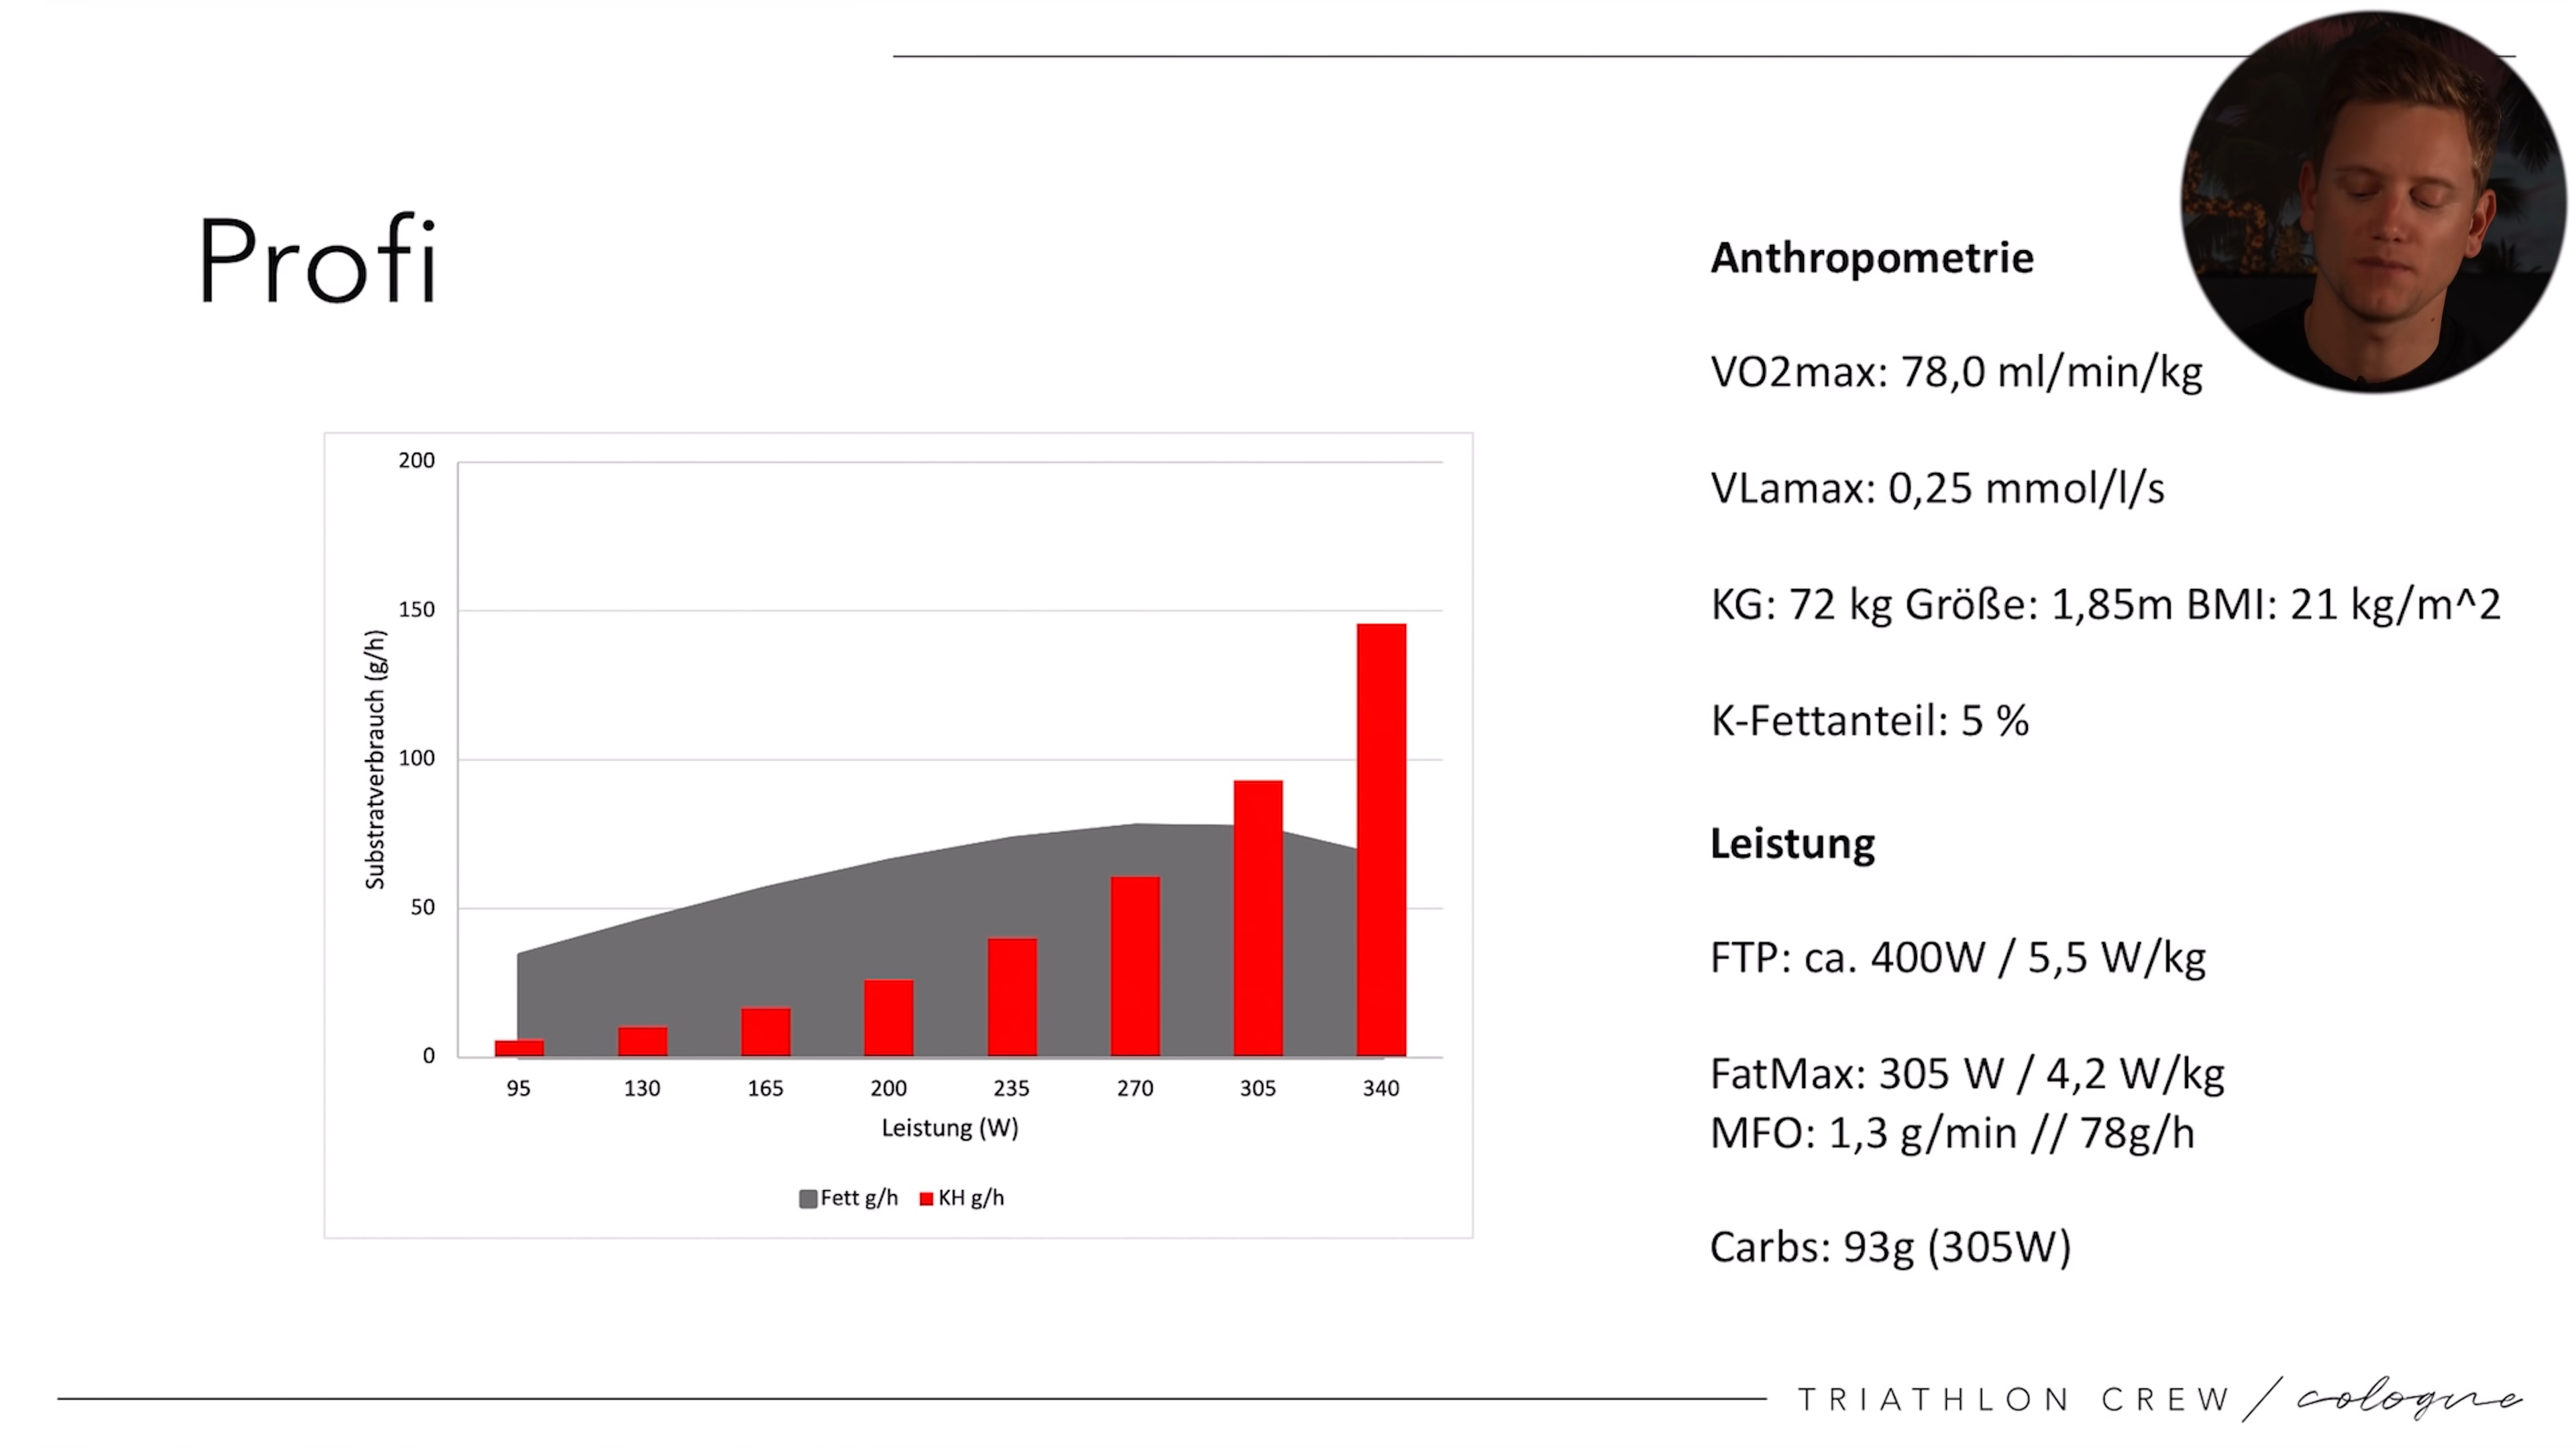 Profi
Anthropometrie
VO2max: 78,0 ml/min/kg
VLamax: 0,25 mmol/l/s
KG: 72 kg Größe: 1,85m BMI: 21 kg/m^2
K-Fettanteil: 5 %
Leistung
FTP: ca. 400W / 5,5 W/kg
FatMax: 305 W / 4,2 W/kg
MFO: 1,3 g/min // 78g/h
Carbs: 93g (305W)
Substratverbrauch (g/h)
200
150
100
50
0
95 130 165 200 235 270 305 340
Leistung (W)
Fett g/h KH g/h
TRIATHLON CREW / cologne